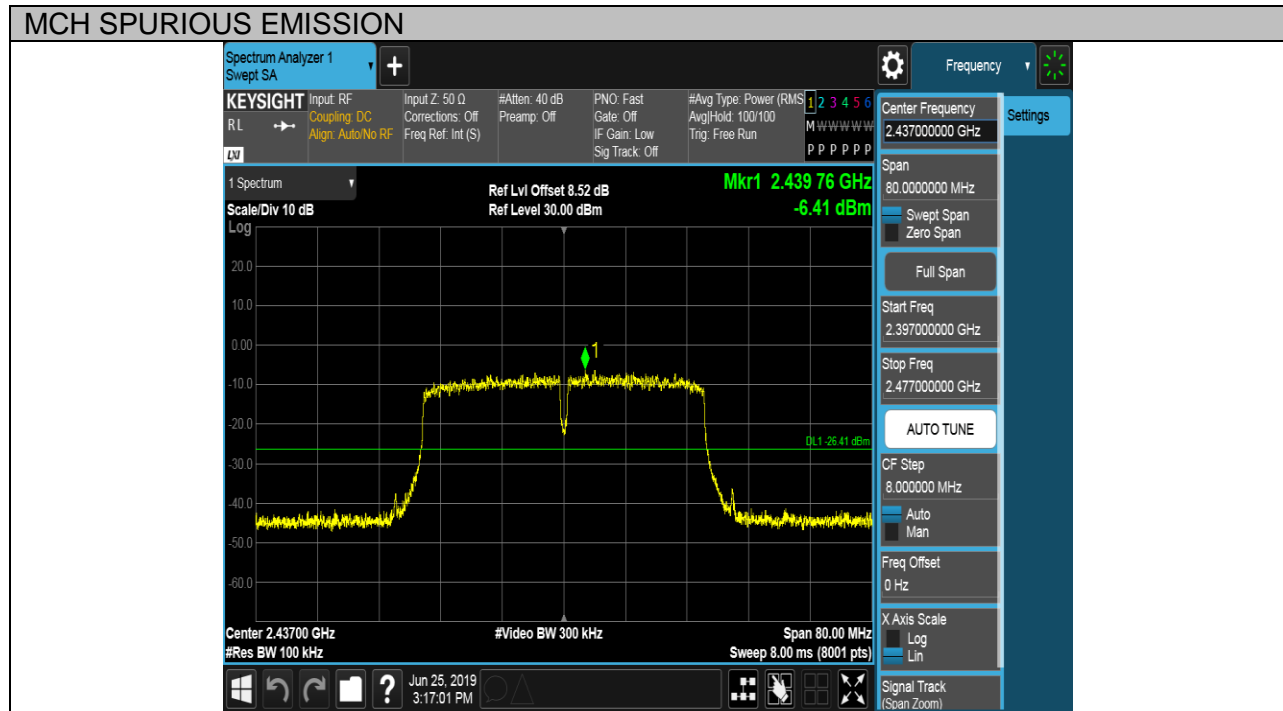 MCH SPURIOUS EMISSION
Spectrum Analyzer 1
Swept SA
+
Frequency
KEYSIGHT
RL
LXI
Input: RF
Coupling: DC
Align: Auto/No RF
Input Z: 50 Ω
Corrections: Off
Freq Ref: Int (S)
#Atten: 40 dB
Preamp: Off
PNO: Fast
Gate: Off
IF Gain: Low
Sig Track: Off
#Avg Type: Power (RMS
Avg|Hold: 100/100
Trig: Free Run
1 2 3 4 5 6
M W W W W W
P P P P P P
1 Spectrum
Scale/Div 10 dB
Log
Ref Lvl Offset 8.52 dB
Ref Level 30.00 dBm
Mkr1 2.439 76 GHz
-6.41 dBm
20.0
10.0
0.00
-10.0
-20.0
-30.0
-40.0
-50.0
-60.0
1
DL1 -26.41 dBm
Center 2.43700 GHz
#Res BW 100 kHz
#Video BW 300 kHz
Span 80.00 MHz
Sweep 8.00 ms (8001 pts)
?
Jun 25, 2019
3:17:01 PM
Center Frequency
2.437000000 GHz
Span
80.0000000 MHz
Swept Span
Zero Span
Full Span
Start Freq
2.397000000 GHz
Stop Freq
2.477000000 GHz
AUTO TUNE
CF Step
8.000000 MHz
Auto
Man
Freq Offset
0 Hz
X Axis Scale
Log
Lin
Signal Track
(Span Zoom)
Settings